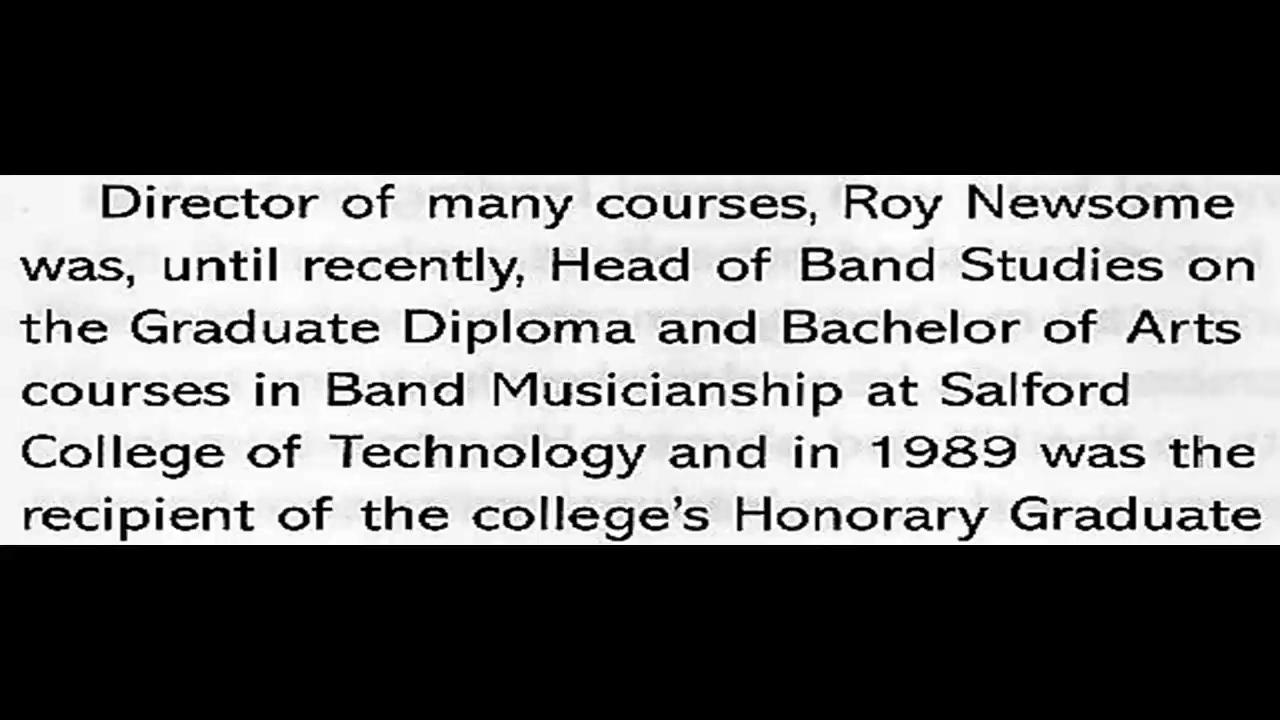 Director of many courses, Roy Newsome
was, until recently, Head of Band Studies on
the Graduate Diploma and Bachelor of Arts
courses in Band Musicianship at Salford
College of Technology and in 1989 was the
recipient of the college's Honorary Graduate